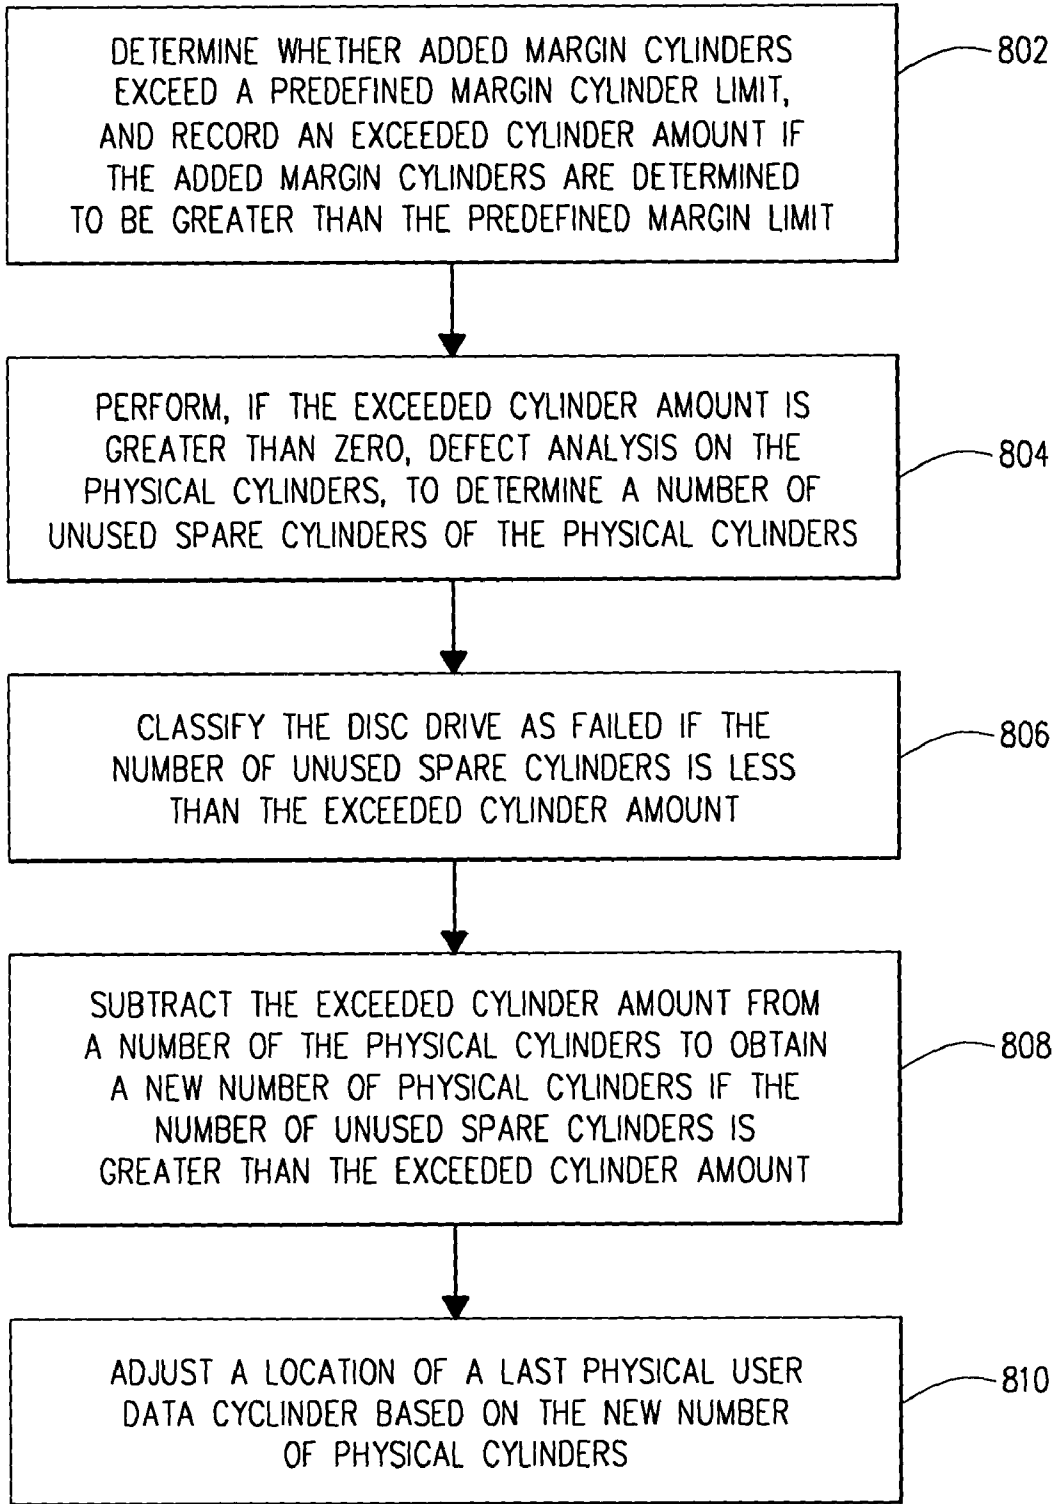 DETERMINE WHETHER ADDED MARGIN CYLINDERS
EXCEED A PREDEFINED MARGIN CYLINDER LIMIT,
AND RECORD AN EXCEEDED CYLINDER AMOUNT IF
THE ADDED MARGIN CYLINDERS ARE DETERMINED
TO BE GREATER THAN THE PREDEFINED MARGIN LIMIT
802
PERFORM, IF THE EXCEEDED CYLINDER AMOUNT IS
GREATER THAN ZERO, DEFECT ANALYSIS ON THE
PHYSICAL CYLINDERS, TO DETERMINE A NUMBER OF
UNUSED SPARE CYLINDERS OF THE PHYSICAL CYLINDERS
804
CLASSIFY THE DISC DRIVE AS FAILED IF THE
NUMBER OF UNUSED SPARE CYLINDERS IS LESS
THAN THE EXCEEDED CYLINDER AMOUNT
806
SUBTRACT THE EXCEEDED CYLINDER AMOUNT FROM
A NUMBER OF THE PHYSICAL CYLINDERS TO OBTAIN
A NEW NUMBER OF PHYSICAL CYLINDERS IF THE
NUMBER OF UNUSED SPARE CYLINDERS IS
GREATER THAN THE EXCEEDED CYLINDER AMOUNT
808
ADJUST A LOCATION OF A LAST PHYSICAL USER
DATA CYCLINDER BASED ON THE NEW NUMBER
OF PHYSICAL CYLINDERS
810